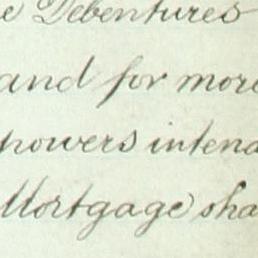 e Debentures
and for more
powers intend
Mortgage sha